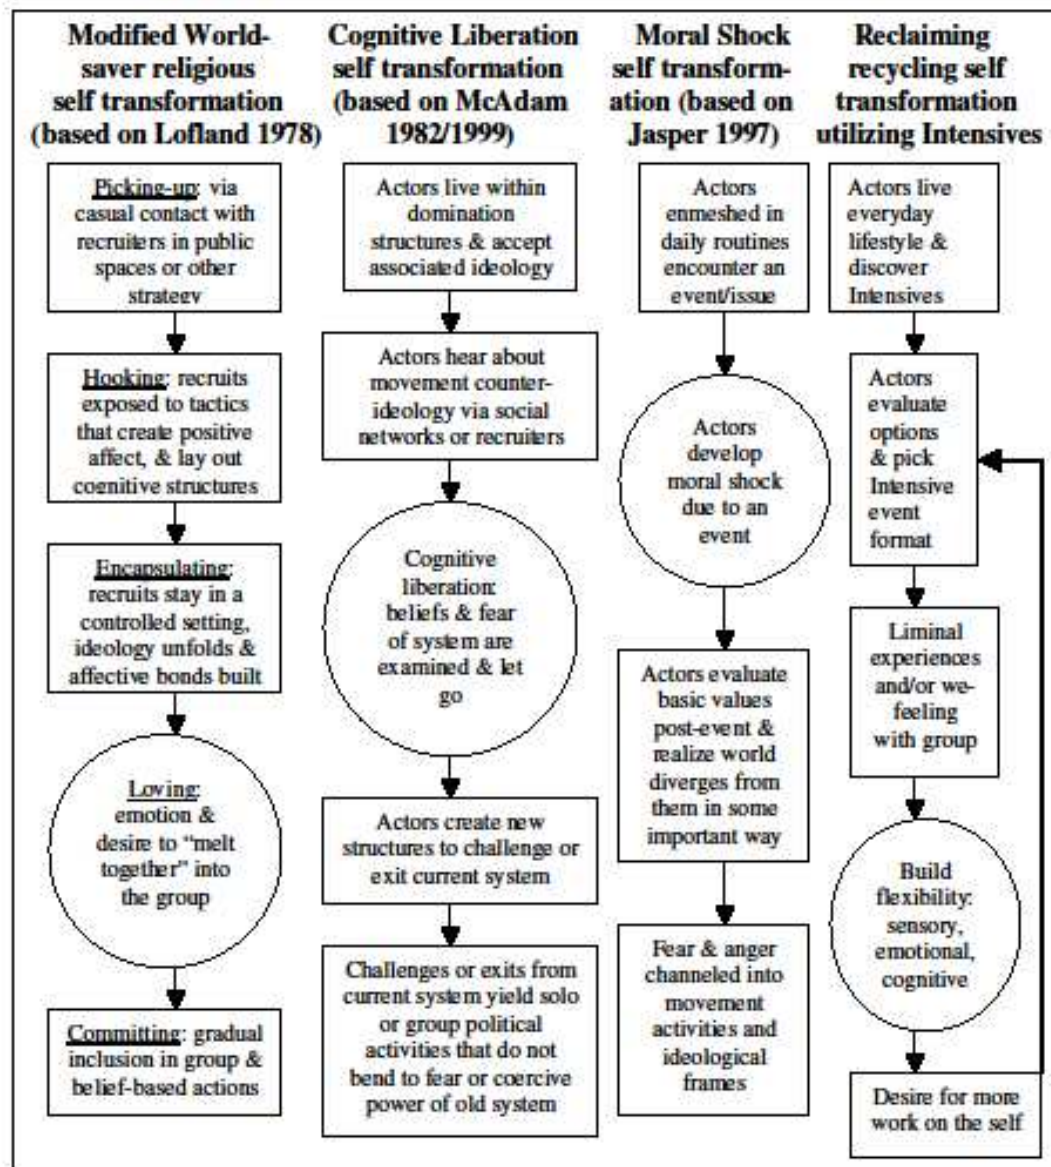 Modified World-
saver religious
self transformation
(based on Lofland 1978)
Picking-up: via
casual contact with
recruiters in public
spaces or other
strategy
Hooking: recruits
exposed to tactics
that create positive
affect, & lay out
cognitive structures
Encapsulating:
recruits stay in a
controlled setting,
ideology unfolds &
affective bonds built
Loving:
emotion &
desire to “melt
together” into
the group
Committing: gradual
inclusion in group &
belief-based actions
Cognitive Liberation
self transformation
(based on McAdam
1982/1999)
Actors live within
domination
structures & accept
associated ideology
Actors hear about
movement counter-
ideology via social
networks or recruiters
Cognitive
liberation:
beliefs & fear
of system are
examined & let
go
Actors create new
structures to challenge or
exit current system
Challenges or exits from
current system yield solo
or group political
activities that do not
bend to fear or coercive
power of old system
Moral Shock
self transform-
ation (based on
Jasper 1997)
Actors
enmeshed in
daily routines
encounter an
event/issue
Actors
develop
moral shock
due to an
event
Actors evaluate
basic values
post-event &
realize world
diverges from
them in some
important way
Fear & anger
channeled into
movement
activities and
ideological
frames
Reclaiming
recycling self
transformation
utilizing Intensives
Actors live
everyday
lifestyle &
discover
Intensives
Actors
evaluate
options
& pick
Intensive
event
format
Liminal
experiences
and/or we-
feeling
with group
Build
flexibility:
sensory,
emotional,
cognitive
Desire for more
work on the self